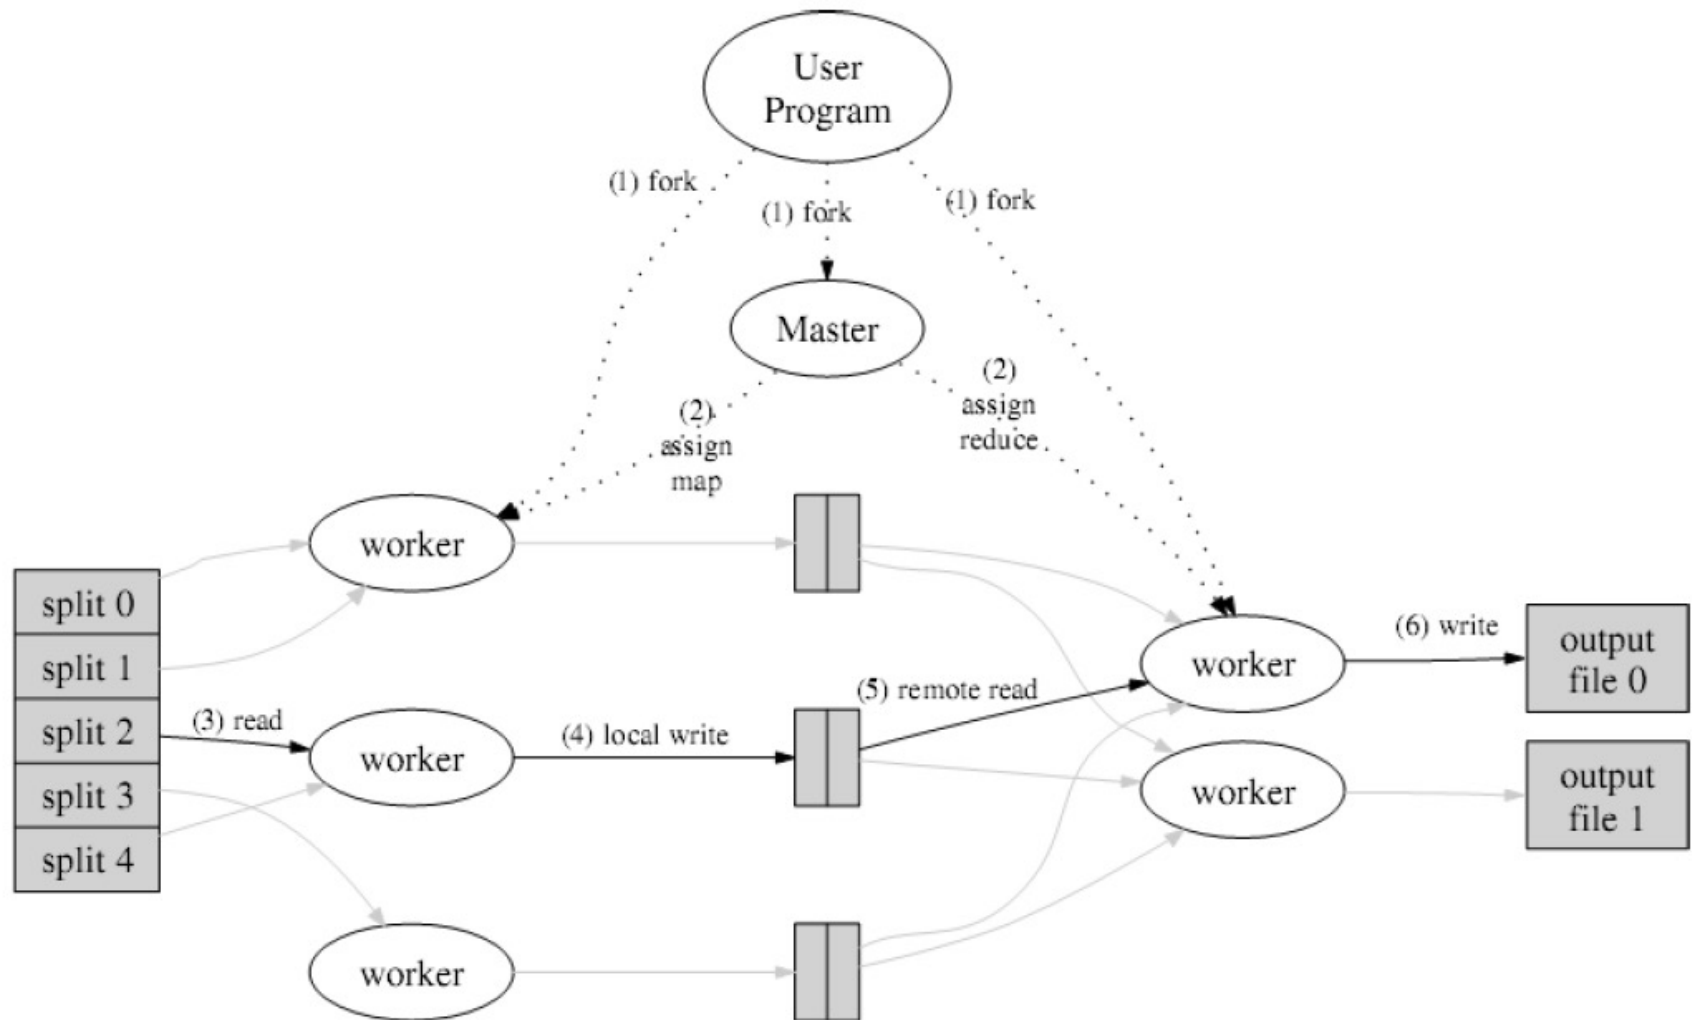 User
Program
(1) fork
(1) fork
(1) fork
Master
(2)
assign
map
(2)
assign
reduce
worker
split 0
split 1
split 2
split 3
split 4
(3) read
worker
(4) local write
worker
(5) remote read
worker
worker
(6) write
output
file 0
output
file 1